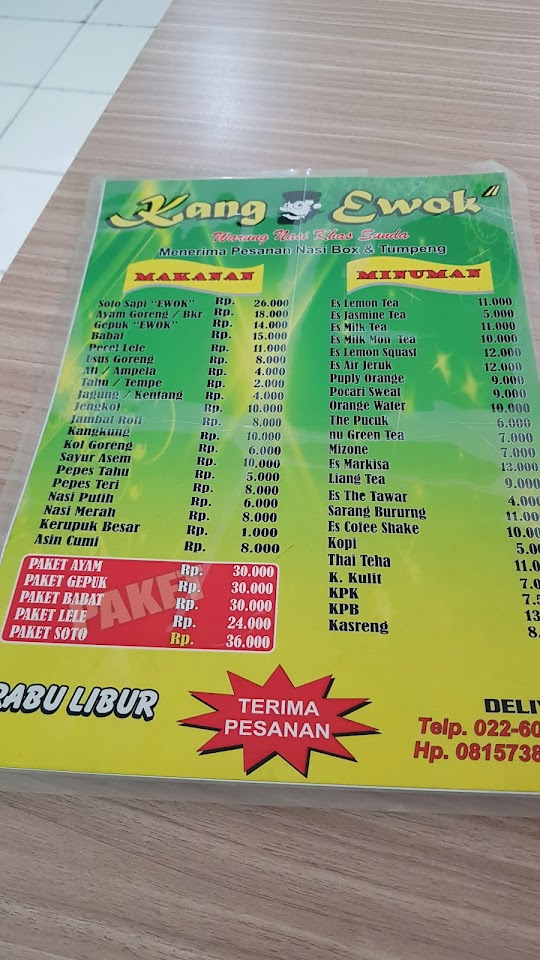 Kang Ewok"
Warung Nasi Khas Sunda
Menerima Pesanan Nasi Box & Tumpeng
MAKANAN
Soto Sapi "EWOK" Rp. 26.000
Ayam Goreng / Bkr Rp. 18.000
Gepuk "EWOK" Rp. 14.000
Babat Rp. 15.000
Pecel Lele Rp. 11.000
Usus Goreng Rp. 8.000
Ati / Ampela Rp. 4.000
Tahu / Tempe Rp. 2.000
Jagung / Kentang Rp. 4.000
Jengkol Rp. 10.000
Jambal Roti Rp. 8.000
Kangkung Rp. 10.000
Kol Goreng Rp. 6.000
Sayur Asem Rp. 10.000
Pepes Tahu Rp. 5.000
Pepes Teri Rp. 8.000
Nasi Putih Rp. 6.000
Nasi Merah Rp. 8.000
Kerupuk Besar Rp. 1.000
Asin Cumi Rp. 8.000
PAKET
PAKET AYAM Rp. 30.000
PAKET GEPUK Rp. 30.000
PAKET BABAT Rp. 30.000
PAKET LELE Rp. 24.000
PAKET SOTO Rp. 36.000
MINUMAN
Es Lemon Tea 11.000
Es Jasmine Tea 5.000
Es Milk Tea 11.000
Es Milk Mon Tea 10.000
Es Lemon Squast 12.000
Es Air Jeruk 12.000
Puply Orange 9.000
Pocari Sweat 9.000
Orange Water 10.000
The Pucuk 6.000
nu Green Tea 7.000
Mizone 7.000
Es Markisa 13.000
Liang Tea 9.000
Es The Tawar 4.000
Sarang Bururng 11.000
Es Cofee Shake 10.000
Kopi 5.00
Thai Teha 11.0
K. Kulit 7.0
KPK 7.5
KPB 13
Kasreng 8.
RABU LIBUR
TERIMA
PESANAN
DELIV
Telp. 022-60
Hp. 0815738